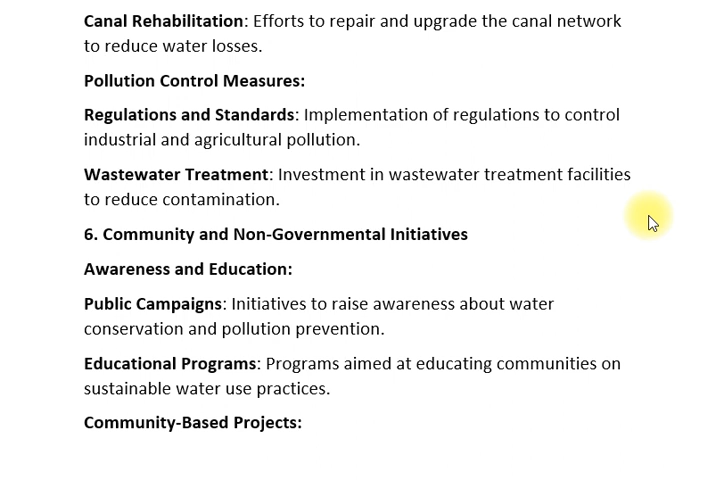 Canal Rehabilitation: Efforts to repair and upgrade the canal network
to reduce water losses.
Pollution Control Measures:
Regulations and Standards: Implementation of regulations to control
industrial and agricultural pollution.
Wastewater Treatment: Investment in wastewater treatment facilities
to reduce contamination.
6. Community and Non-Governmental Initiatives
Awareness and Education:
Public Campaigns: Initiatives to raise awareness about water
conservation and pollution prevention.
Educational Programs: Programs aimed at educating communities on
sustainable water use practices.
Community-Based Projects: